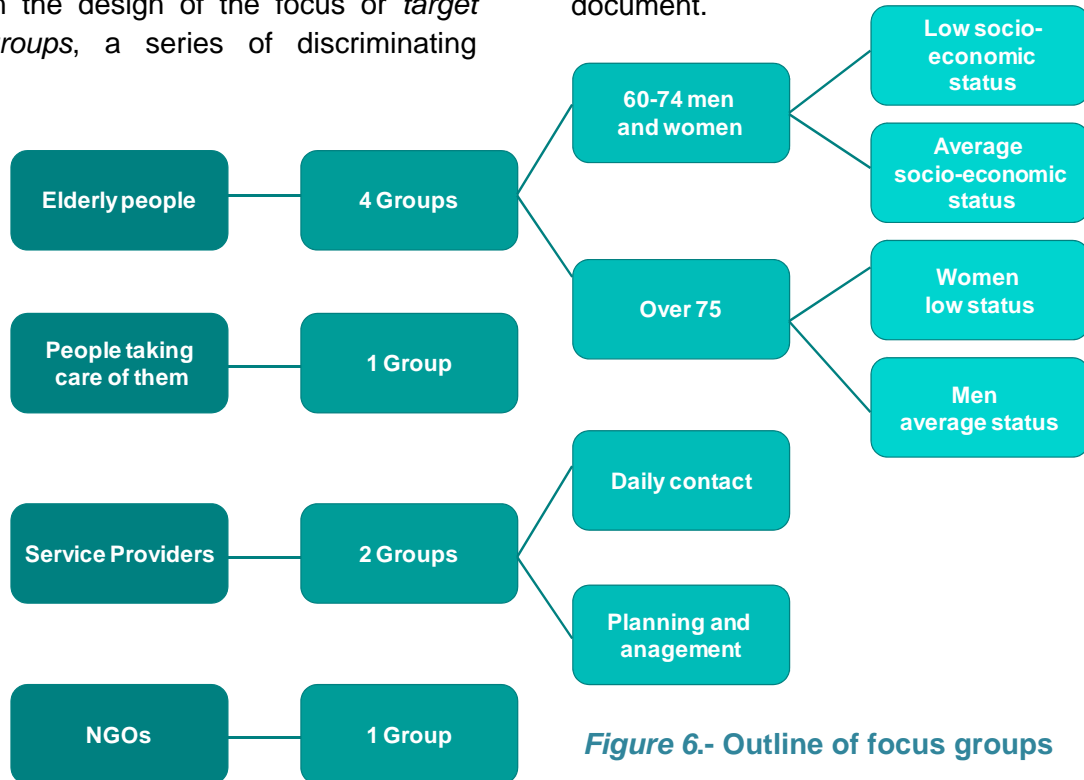 the design of the focus or target
groups, a series of discriminating
document.
Elderly people
4 Groups
60-74 men
and women
Low socio-
economic
status
Average
socio-economic
status
Over 75
Women
low status
Men
average status
People taking
care of them
1 Group
Service Providers
2 Groups
Daily contact
Planning and
anagement
NGOs
1 Group
Figure 6.- Outline of focus groups